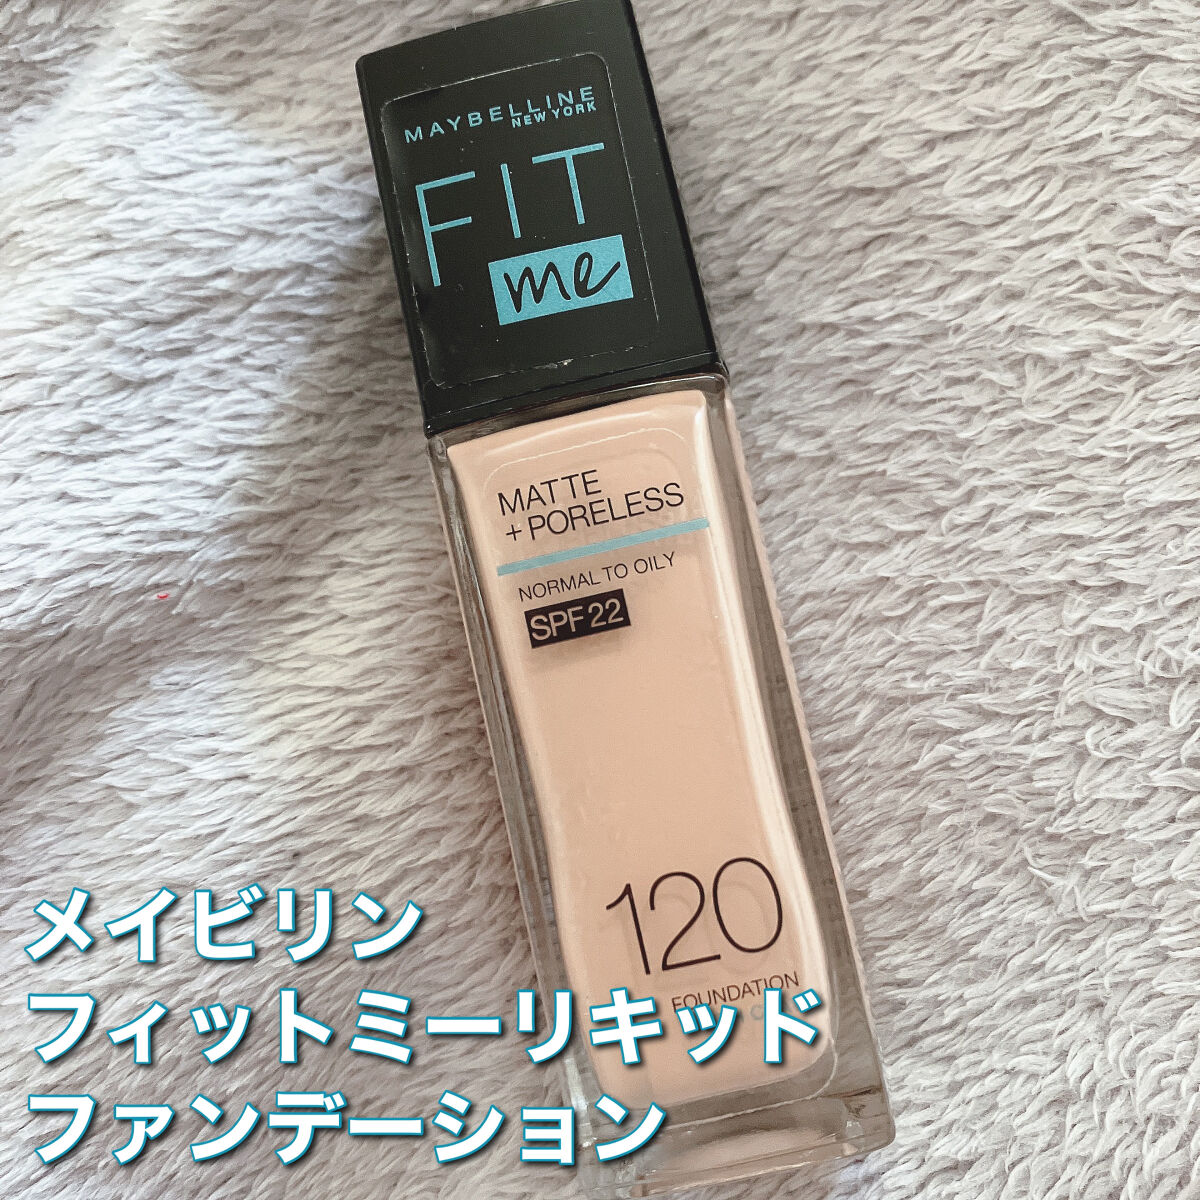 MAYBELLINE
NEW YORK
FIT
me
MATTE
+ PORELESS
NORMAL TO OILY
SPF 22
120
FOUNDATION
メイビリン
フィットミーリキッド
ファンデーション